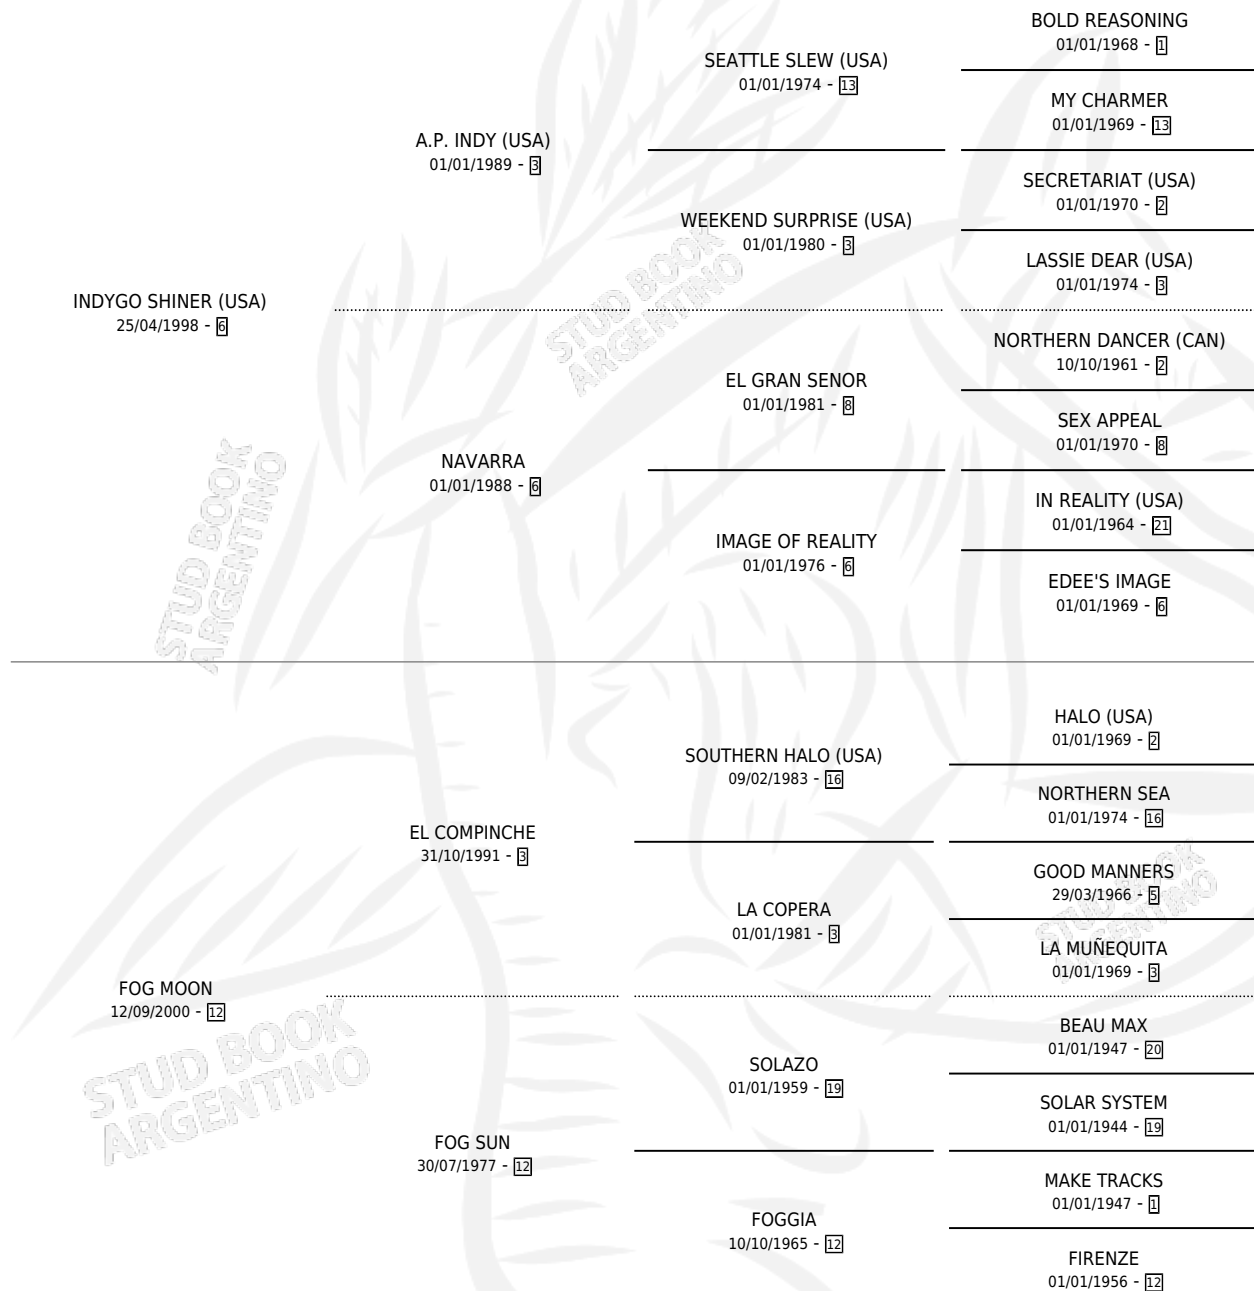 BOLD REASONING
01/01/1968 - 1
SEATTLE SLEW (USA)
01/01/1974 - 13
MY CHARMER
01/01/1969 - 13
A.P. INDY (USA)
01/01/1989 - 3
SECRETARIAT (USA)
01/01/1970 - 2
WEEKEND SURPRISE (USA)
01/01/1980 - 3
LASSIE DEAR (USA)
01/01/1974 - 3
INDYGO SHINER (USA)
25/04/1998 - 6
NORTHERN DANCER (CAN)
10/10/1961 - 2
EL GRAN SENOR
01/01/1981 - 8
SEX APPEAL
01/01/1970 - 8
NAVARRA
01/01/1988 - 6
IN REALITY (USA)
01/01/1964 - 21
IMAGE OF REALITY
01/01/1976 - 6
EDEE'S IMAGE
01/01/1969 - 6
HALO (USA)
01/01/1969 - 2
SOUTHERN HALO (USA)
09/02/1983 - 16
NORTHERN SEA
01/01/1974 - 16
EL COMPINCHE
31/10/1991 - 3
GOOD MANNERS
29/03/1966 - 5
LA COPERA
01/01/1981 - 3
LA MUÑEQUITA
01/01/1969 - 3
FOG MOON
12/09/2000 - 12
BEAU MAX
01/01/1947 - 20
SOLAZO
01/01/1959 - 19
SOLAR SYSTEM
01/01/1944 - 19
FOG SUN
30/07/1977 - 12
MAKE TRACKS
01/01/1947 - 1
FOGGIA
10/10/1965 - 12
FIRENZE
01/01/1956 - 12
STUD BOOK
ARGENTINO
STUD BOOK
ARGENTINO
STUD BOOK
ARGENTINO
STUD BOOK
ARGENTINO